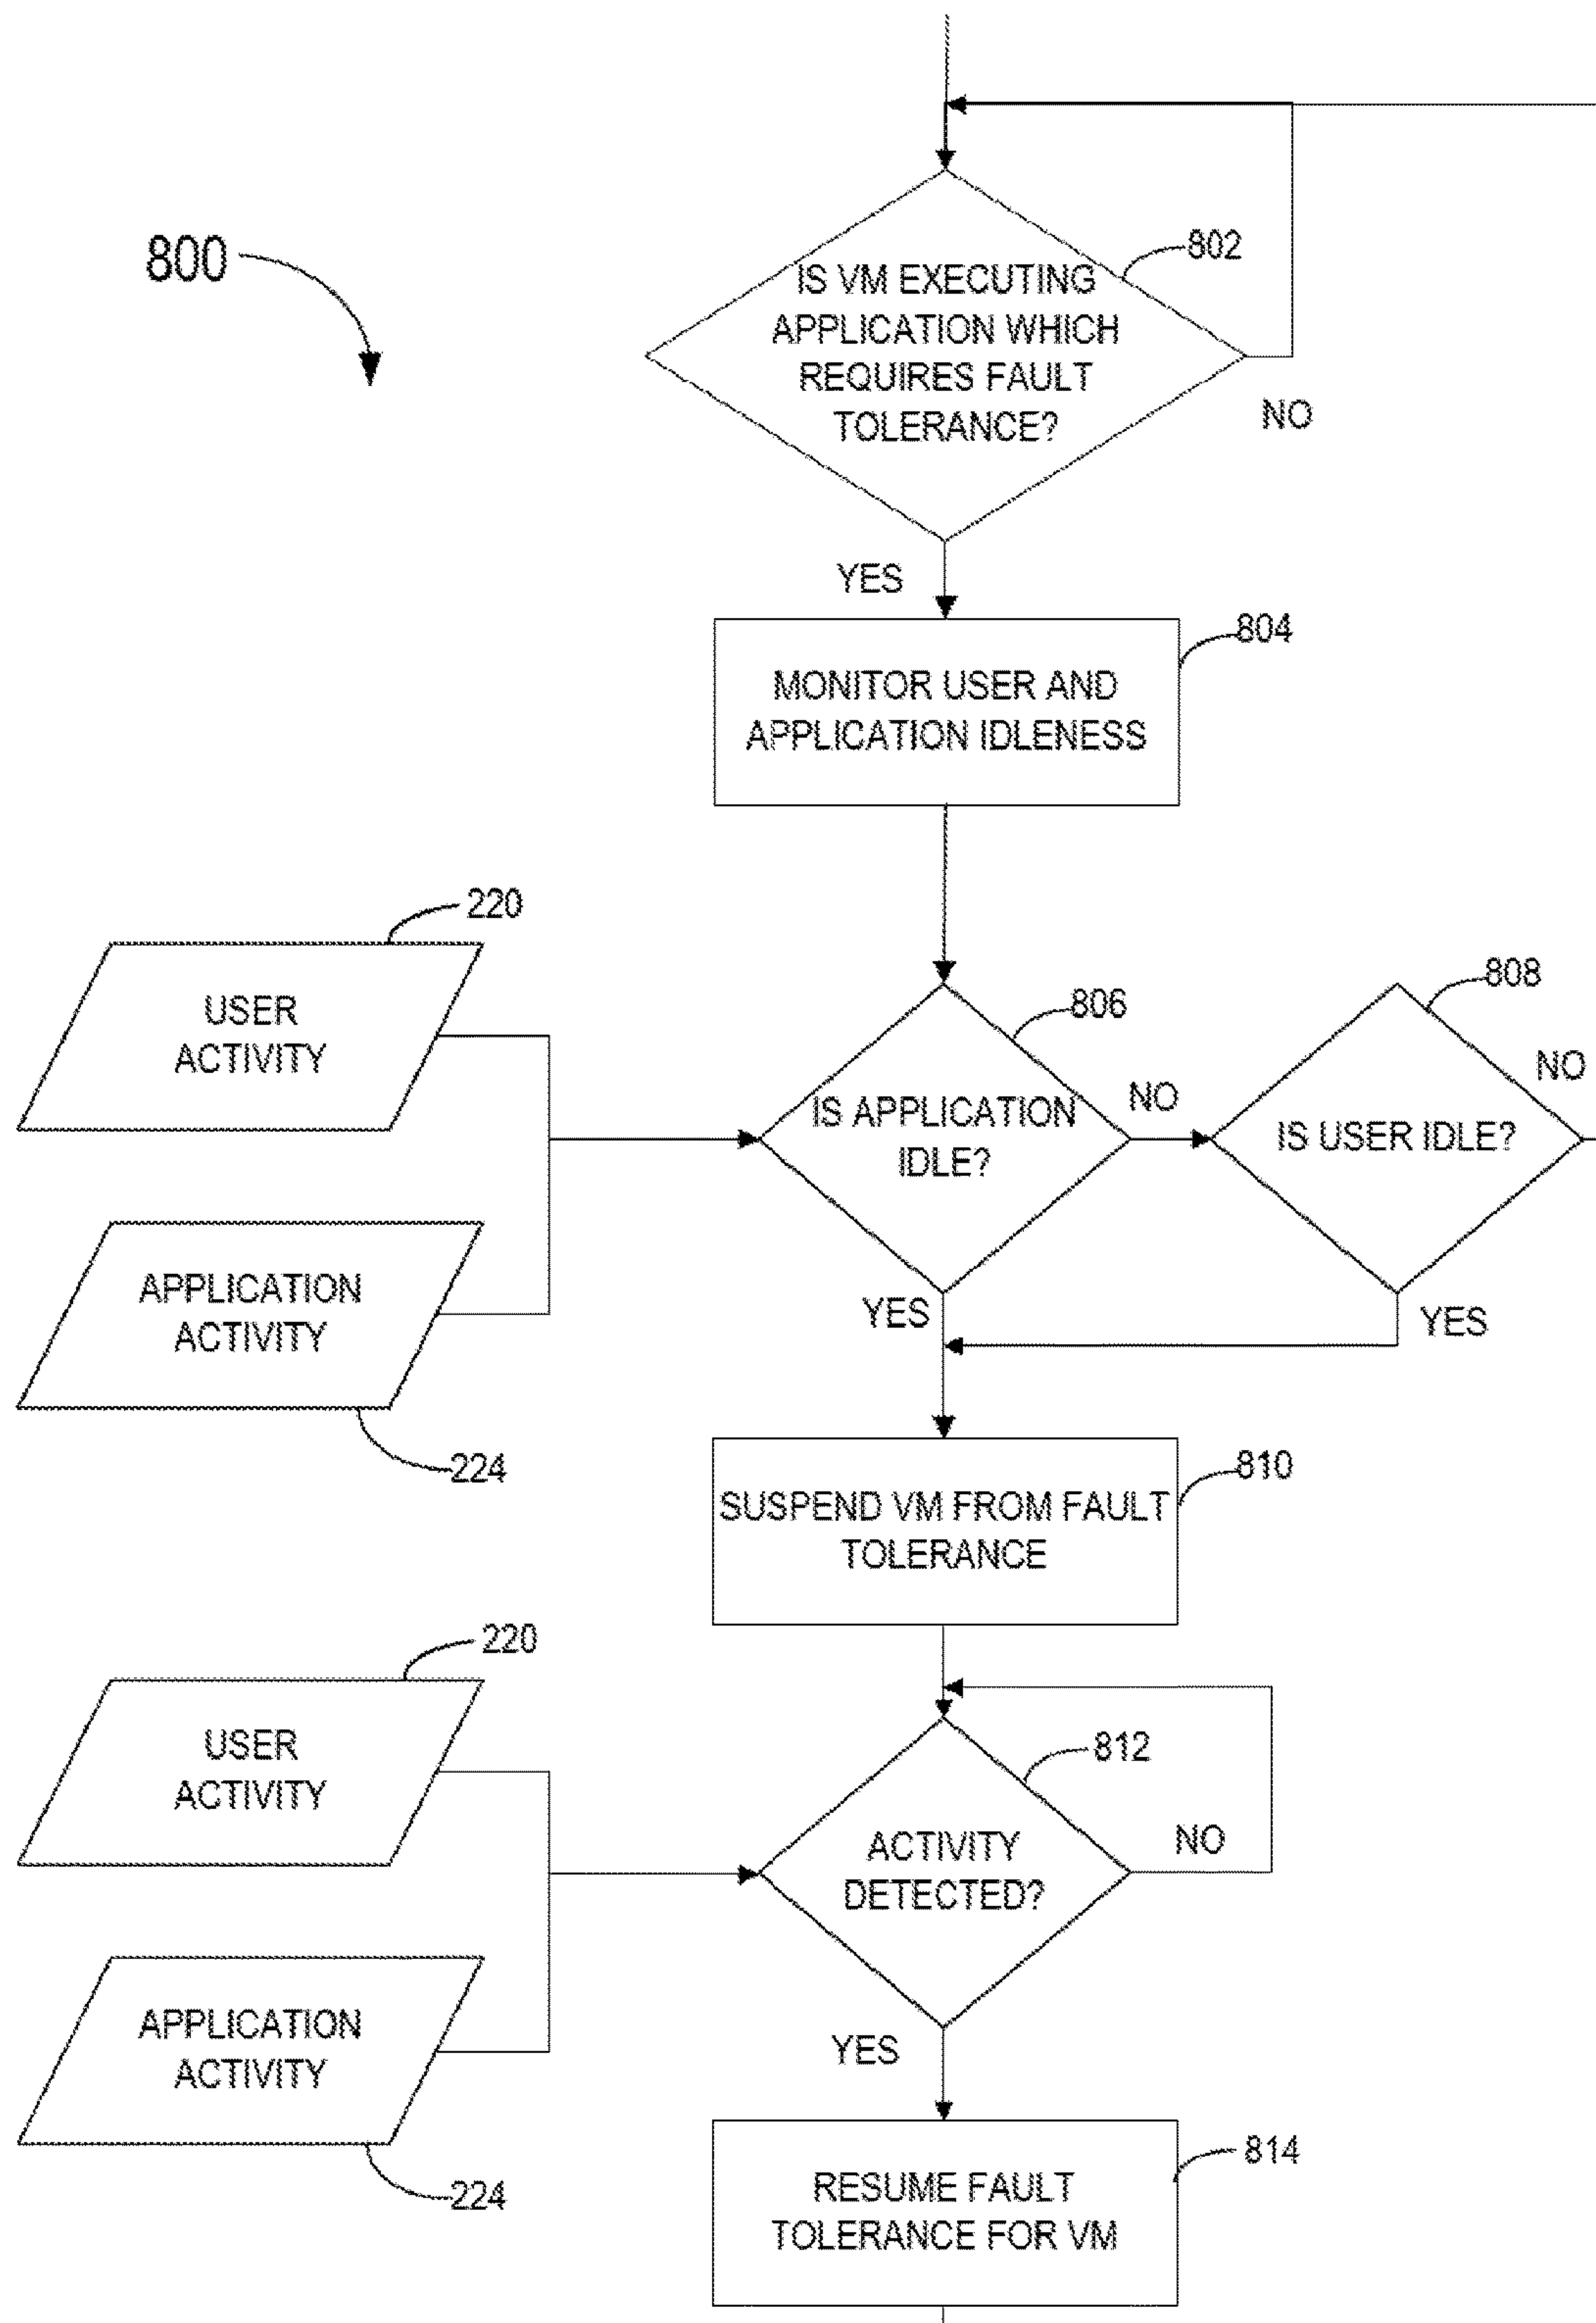 800
802
IS VM EXECUTING
APPLICATION WHICH
REQUIRES FAULT
TOLERANCE?
NO
YES
804
MONITOR USER AND
APPLICATION IDLENESS
220
USER
ACTIVITY
806
IS APPLICATION
IDLE?
NO
808
IS USER IDLE?
NO
APPLICATION
ACTIVITY
224
YES
YES
810
SUSPEND VM FROM FAULT
TOLERANCE
220
USER
ACTIVITY
812
ACTIVITY
DETECTED?
NO
APPLICATION
ACTIVITY
224
YES
814
RESUME FAULT
TOLERANCE FOR VM